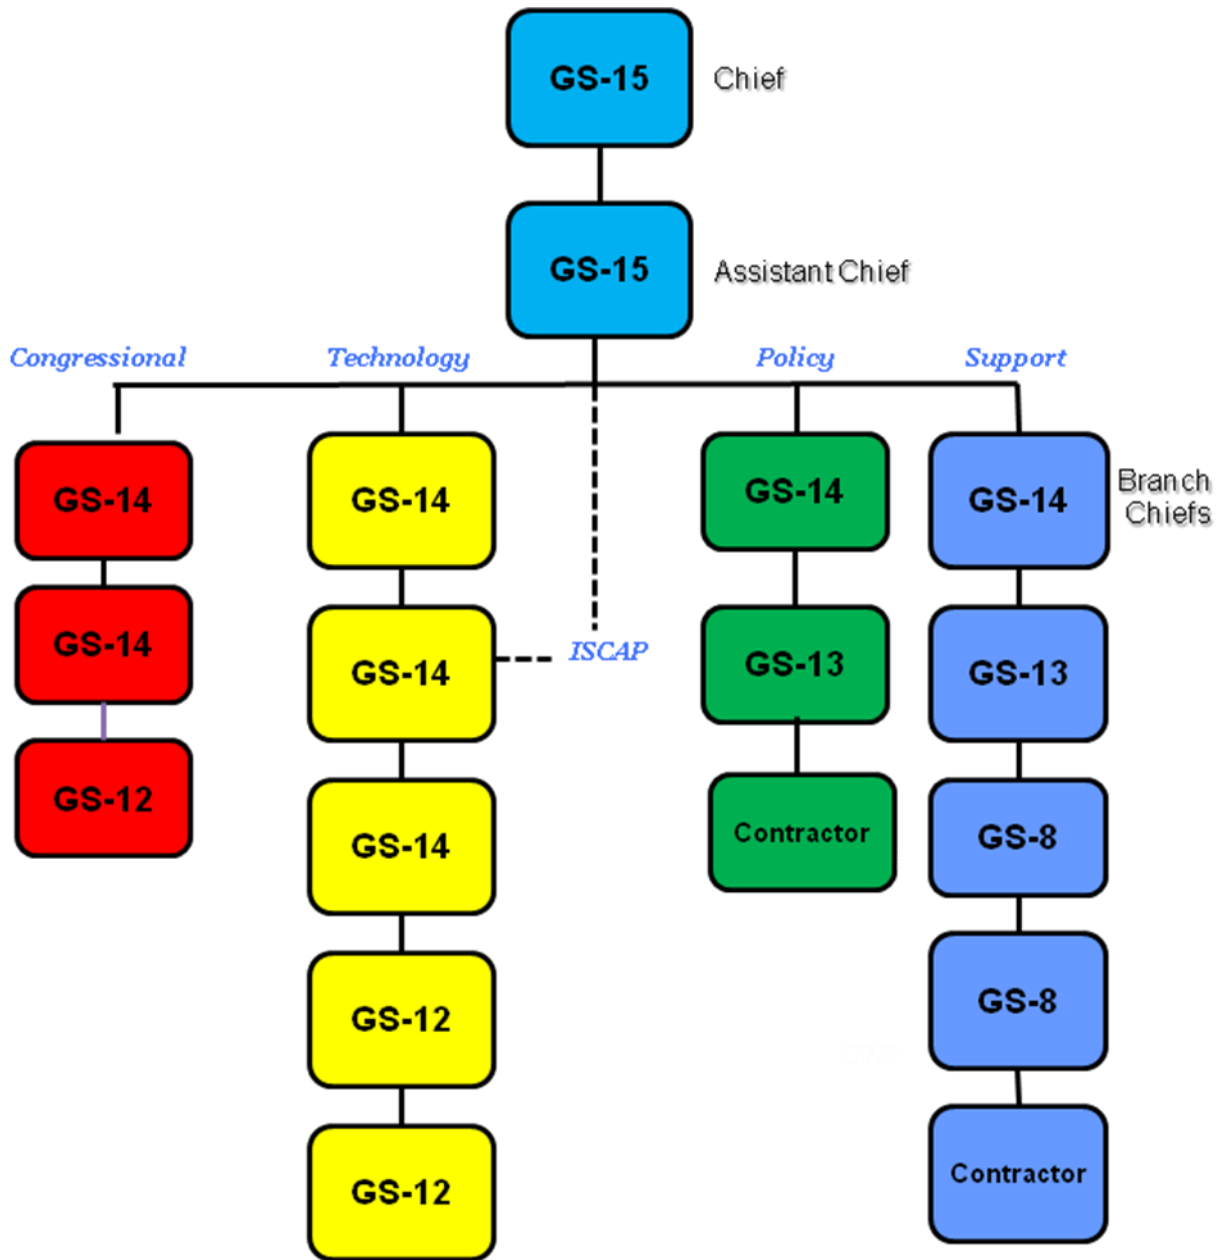 GS-15
Chief
GS-15
Assistant Chief
Congressional
Technology
Policy
Support
GS-14
GS-14
GS-14
GS-14
Branch
Chiefs
GS-14
GS-14
ISCAP
GS-13
GS-13
GS-12
GS-14
Contractor
GS-8
GS-12
GS-8
GS-12
Contractor